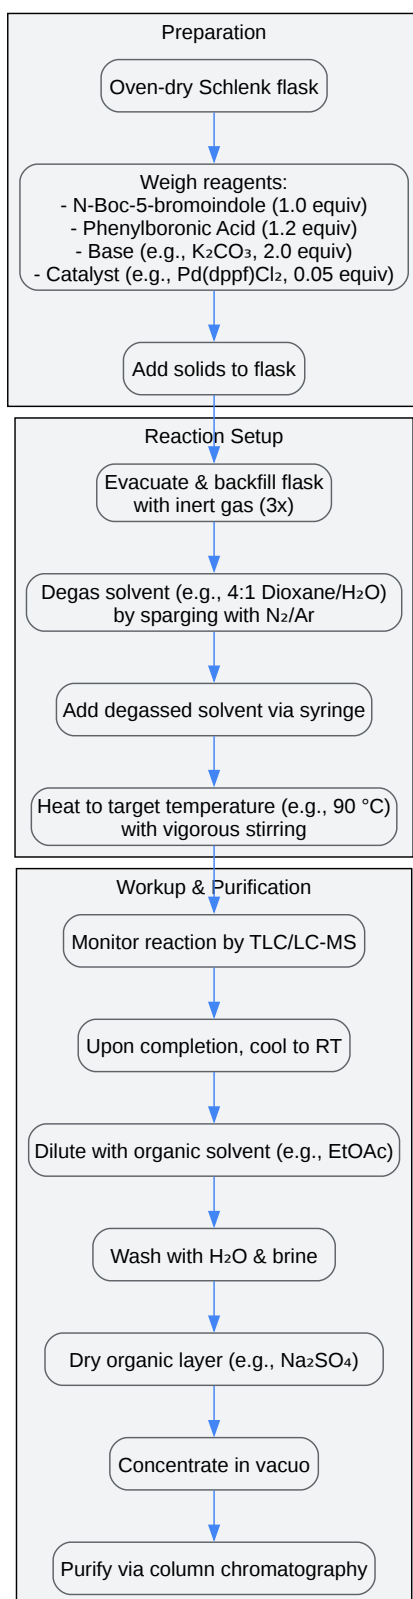 Preparation
Oven-dry Schlenk flask
Weigh reagents:
- N-Boc-5-bromoindole (1.0 equiv)
- Phenylboronic Acid (1.2 equiv)
- Base (e.g., K₂CO₃, 2.0 equiv)
- Catalyst (e.g., Pd(dppf)Cl₂, 0.05 equiv)
Add solids to flask
Reaction Setup
Evacuate & backfill flask
with inert gas (3x)
Degas solvent (e.g., 4:1 Dioxane/H₂O)
by sparging with N₂/Ar
Add degassed solvent via syringe
Heat to target temperature (e.g., 90 °C)
with vigorous stirring
Workup & Purification
Monitor reaction by TLC/LC-MS
Upon completion, cool to RT
Dilute with organic solvent (e.g., EtOAc)
Wash with H₂O & brine
Dry organic layer (e.g., Na₂SO₄)
Concentrate in vacuo
Purify via column chromatography